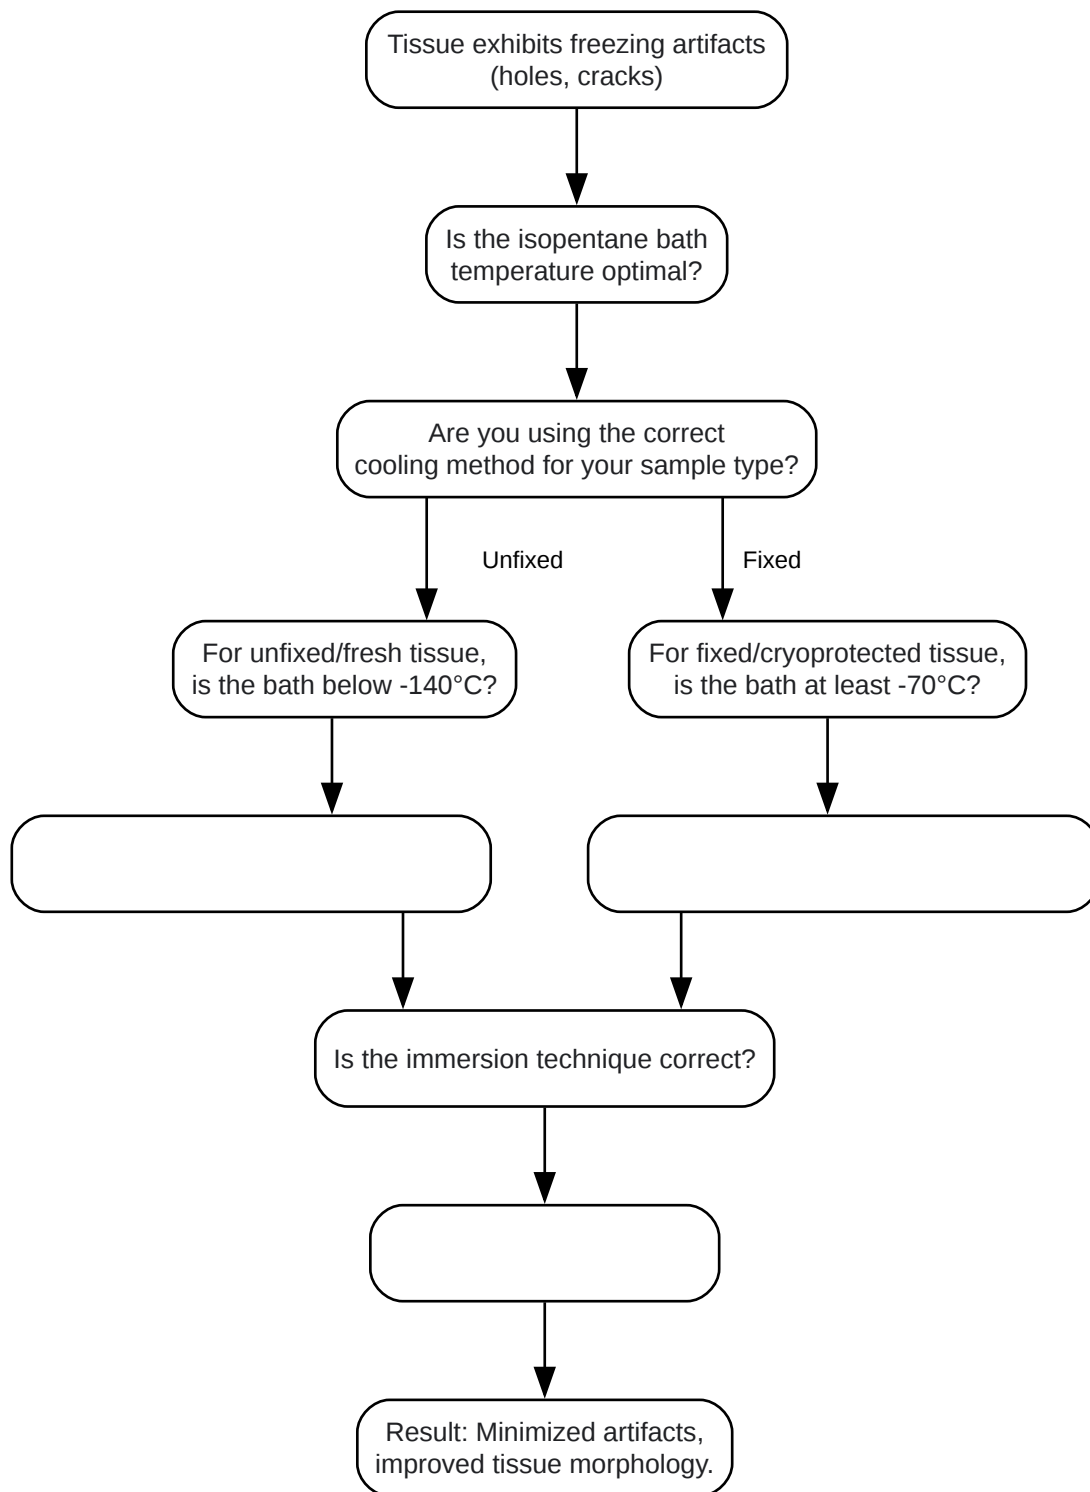 Tissue exhibits freezing artifacts
(holes, cracks)
Is the isopentane bath
temperature optimal?
Are you using the correct
cooling method for your sample type?
Unfixed
Fixed
For unfixed/fresh tissue,
is the bath below -140°C?
For fixed/cryoprotected tissue,
is the bath at least -70°C?
Is the immersion technique correct?
Result: Minimized artifacts,
improved tissue morphology.